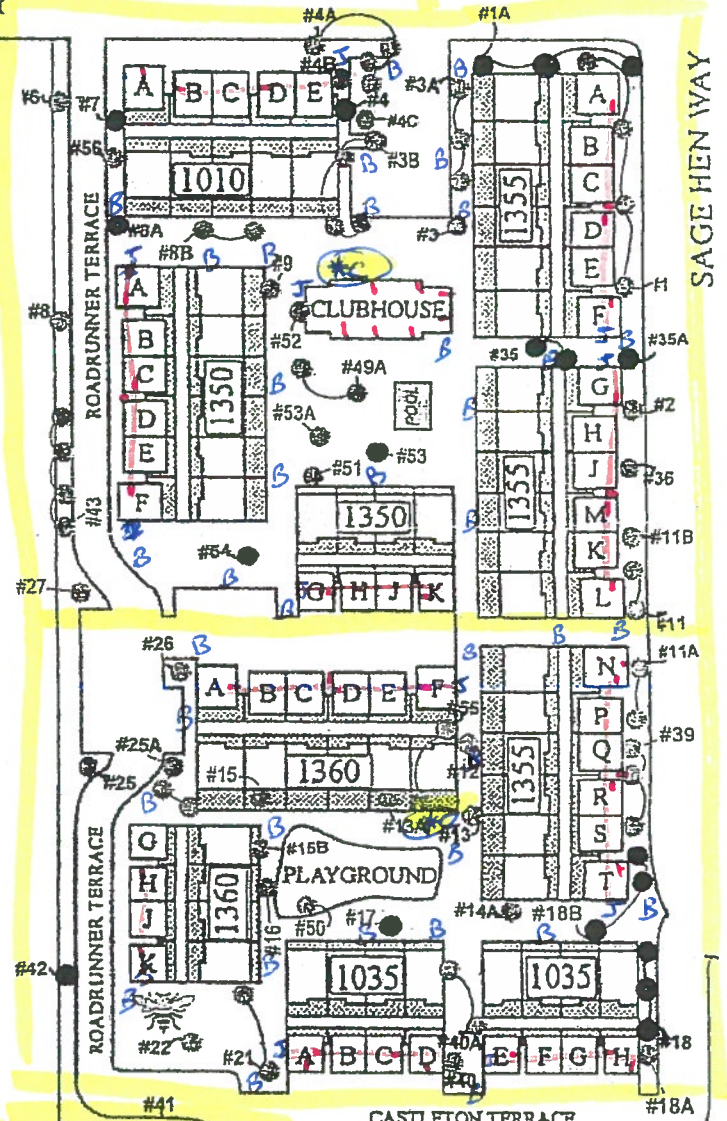 #4A
#1A
J
#4B
B
#3A
B
A B C D E
#4
#4C
A
#6
#7
#3B
B
B
B
#56
1010
1355
C
SAGE HEN WAY
B
#8A
#8B
B
B
B
#3
D
E
H
B
#9
*C
J
A
J
CLUBHOUSE
F
#8
#52
B
B
#35
#35A
ROADRUNNER TERRACE
B
C
1350
B
#49A
POOL
G
#2
D
#53A
B
H
E
#53
J
#36
F
#51
B
B
1355
M
#43
1350
B
K
#11B
B
#54
B
#27
B
G H J K
L
#11
B
B
#26
B
B
N
#11A
A B C D E F
J
#55
P
B
#39
#25A
1360
#12
1355
Q
#25
#15
R
B
#13A
*C
#13
S
B
B
G
#15B
PLAYGROUND
T
H
1360
#50
#17
#14A
#18B
J
B
J
#16
B
B
B
K
B
#42
1035
1035
B
ROADRUNNER TERRACE
#22
#40A
#18
#21
J
A B C D
E F G H
B
#40
B
#18A
#41
CASTLETON TERRACE